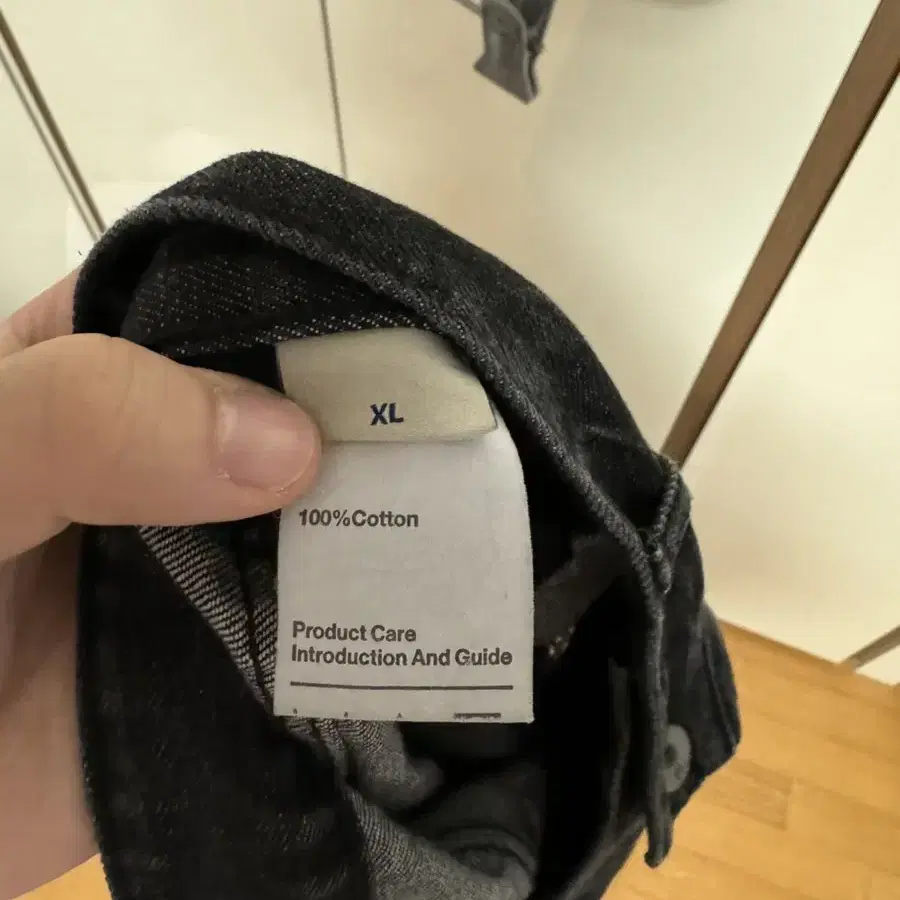 XL
100%Cotton
Product Care
Introduction And Guide